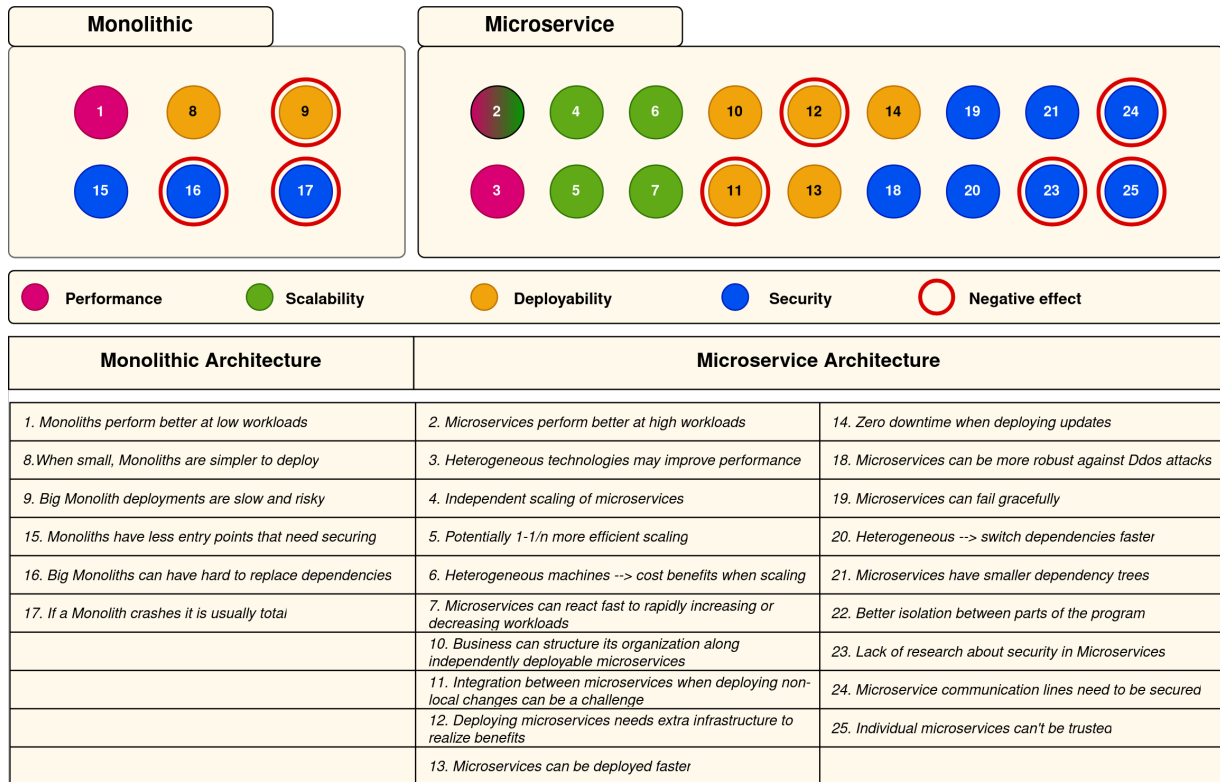 Monolithic
Microservice
1
8
9
2
4
6
10
12
14
19
21
24
15
16
17
3
5
7
11
13
18
20
23
25
Performance
Scalability
Deployability
Security
Negative effect
Monolithic Architecture
Microservice Architecture
1. Monoliths perform better at low workloads
2. Microservices perform better at high workloads
14. Zero downtime when deploying updates
8.When small, Monoliths are simpler to deploy
3. Heterogeneous technologies may improve performance
18. Microservices can be more robust against Ddos attacks
9. Big Monolith deployments are slow and risky
4. Independent scaling of microservices
19. Microservices can fail gracefully
15. Monoliths have less entry points that need securing
5. Potentially 1-1/n more efficient scaling
20. Heterogeneous --> switch dependencies faster
16. Big Monoliths can have hard to replace dependencies
6. Heterogeneous machines --> cost benefits when scaling
21. Microservices have smaller dependency trees
17. If a Monolith crashes it is usually total
7. Microservices can react fast to rapidly increasing or
decreasing workloads
22. Better isolation between parts of the program
10. Business can structure its organization along
independently deployable microservices
23. Lack of research about security in Microservices
11. Integration between microservices when deploying non-
local changes can be a challenge
24. Microservice communication lines need to be secured
12. Deploying microservices needs extra infrastructure to
realize benefits
25. Individual microservices can't be trusted
13. Microservices can be deployed faster